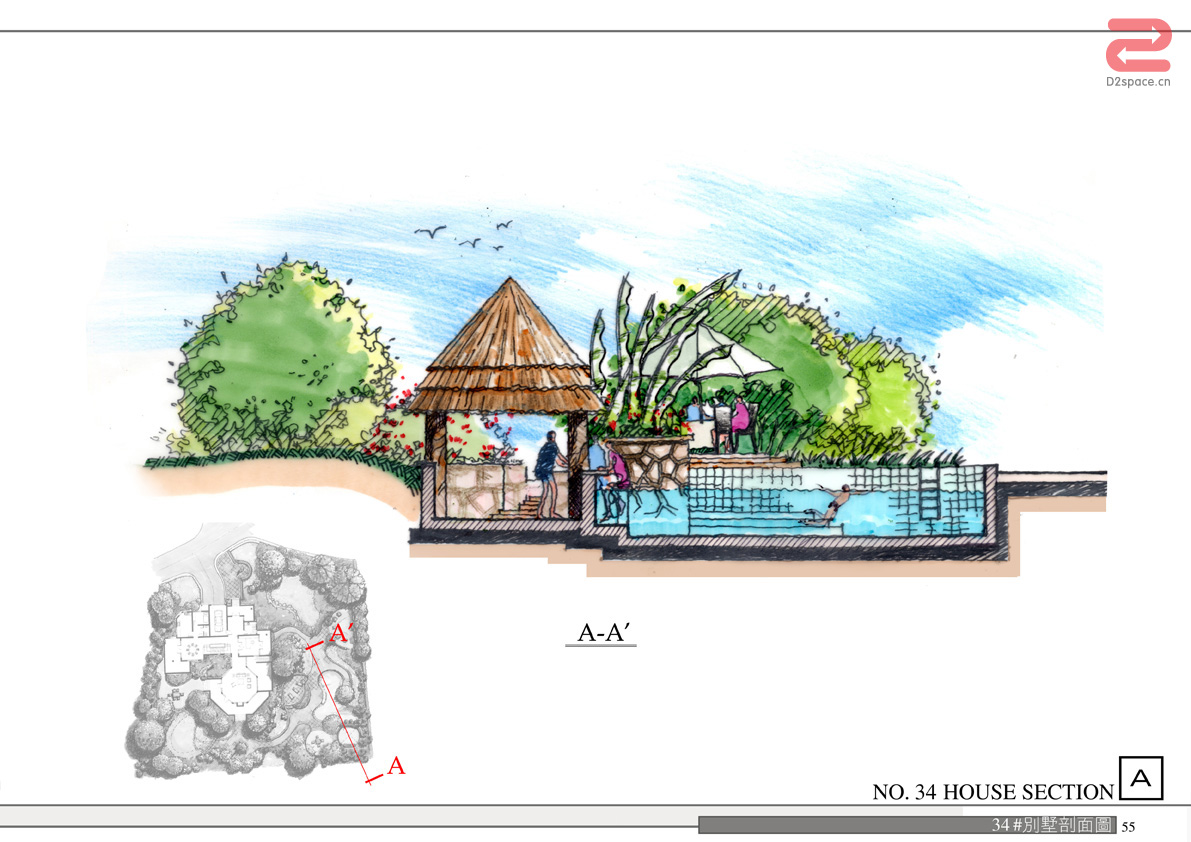 D2space.cn
A-A'
A'
A
NO. 34 HOUSE SECTION A
34#別墅剖面圖 55